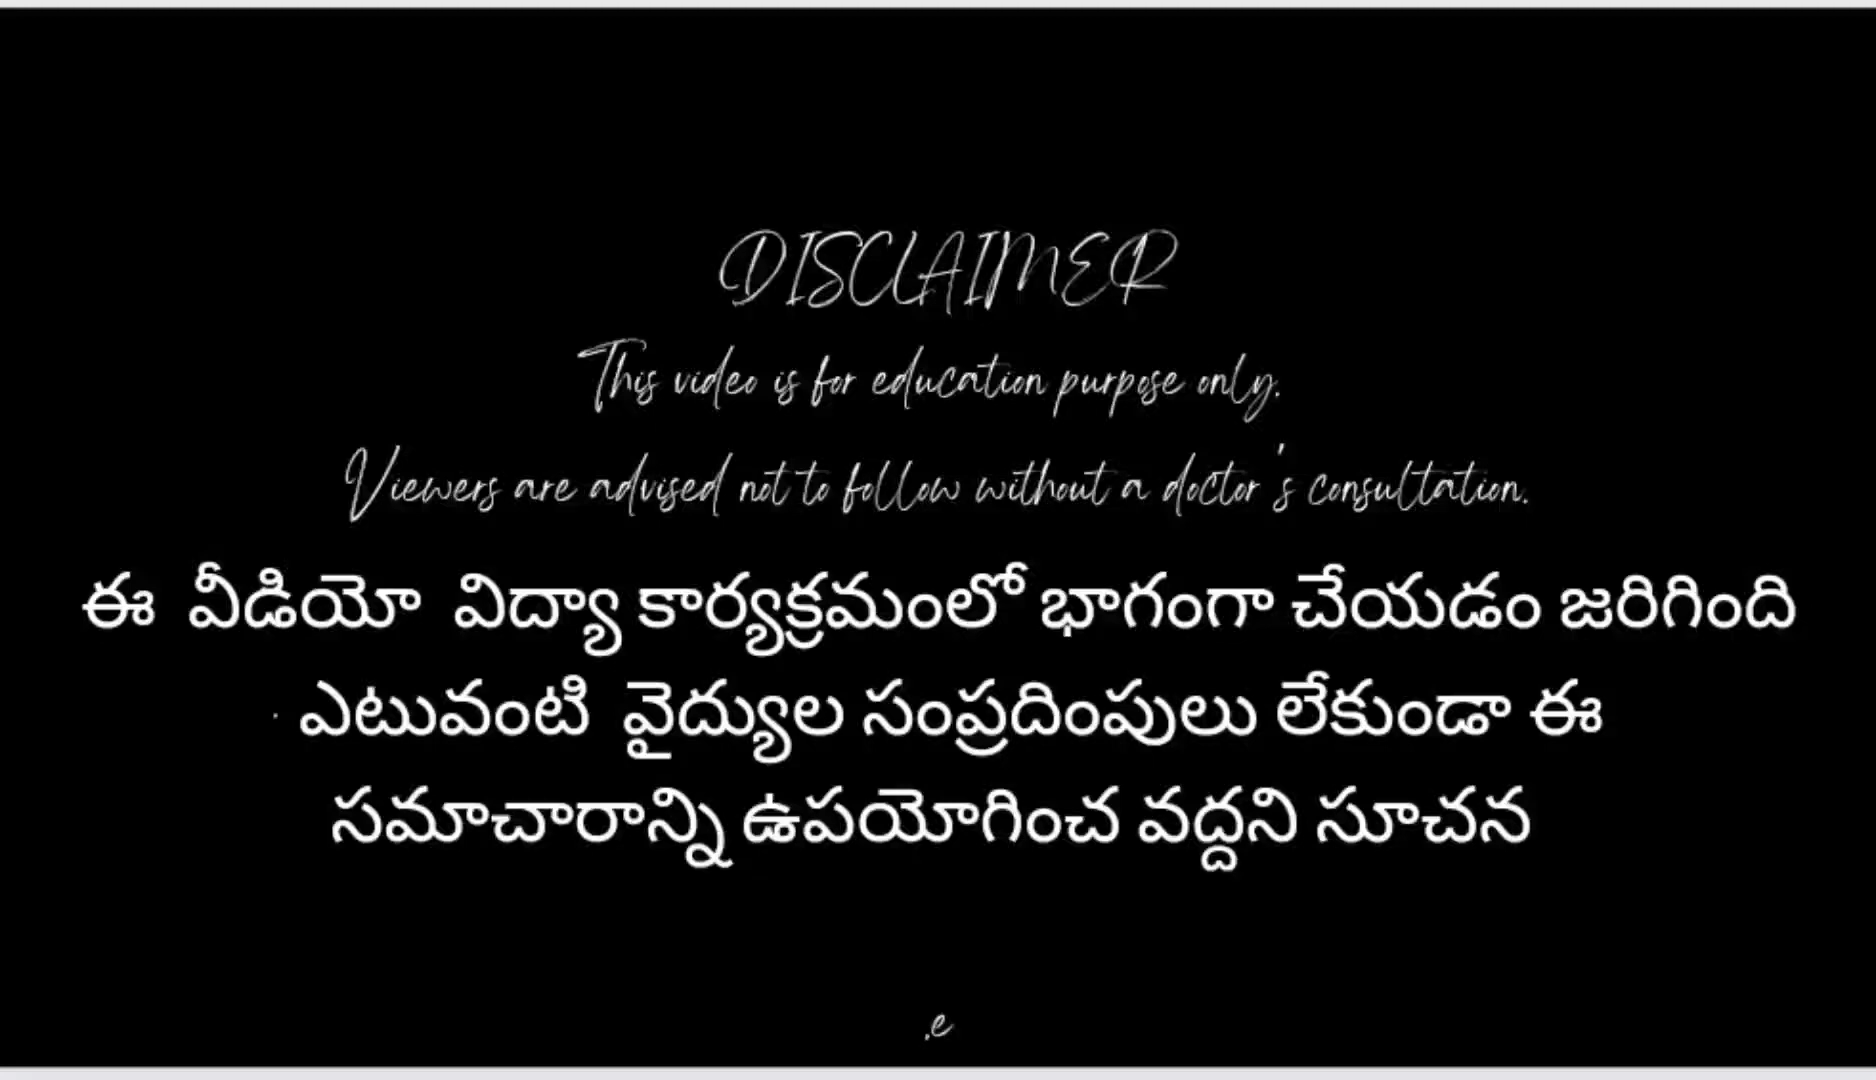 DISCLAIMER
This video is for education purpose only.
Viewers are advised not to follow without a doctor's consultation.
ఈ వీడియో విద్యా కార్యక్రమంలో భాగంగా చేయడం జరిగింది
. ఎటువంటి వైద్యుల సంప్రదింపులు లేకుండా ఈ
సమాచారాన్ని ఉపయోగించ వద్దని సూచన
.e